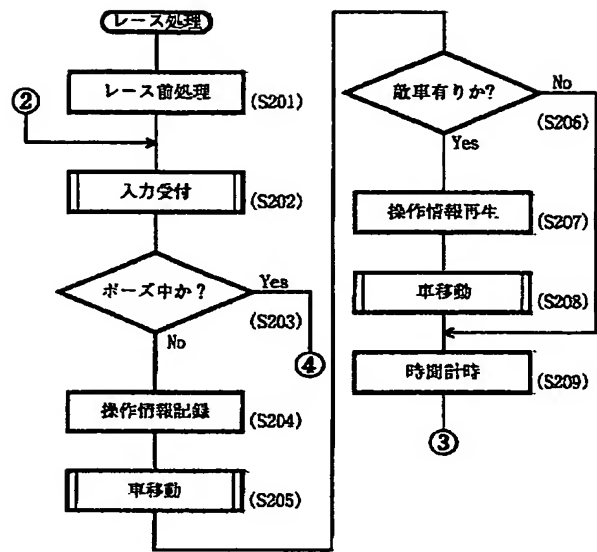 レース処理
レース前処理
(S201)
②
入力受付
(S202)
ポーズ中か？
Yes
(S203)
No
④
操作情報記録
(S204)
車移動
(S205)
敵車有りか？
No
(S206)
Yes
操作情報再生
(S207)
車移動
(S208)
時間計時
(S209)
③